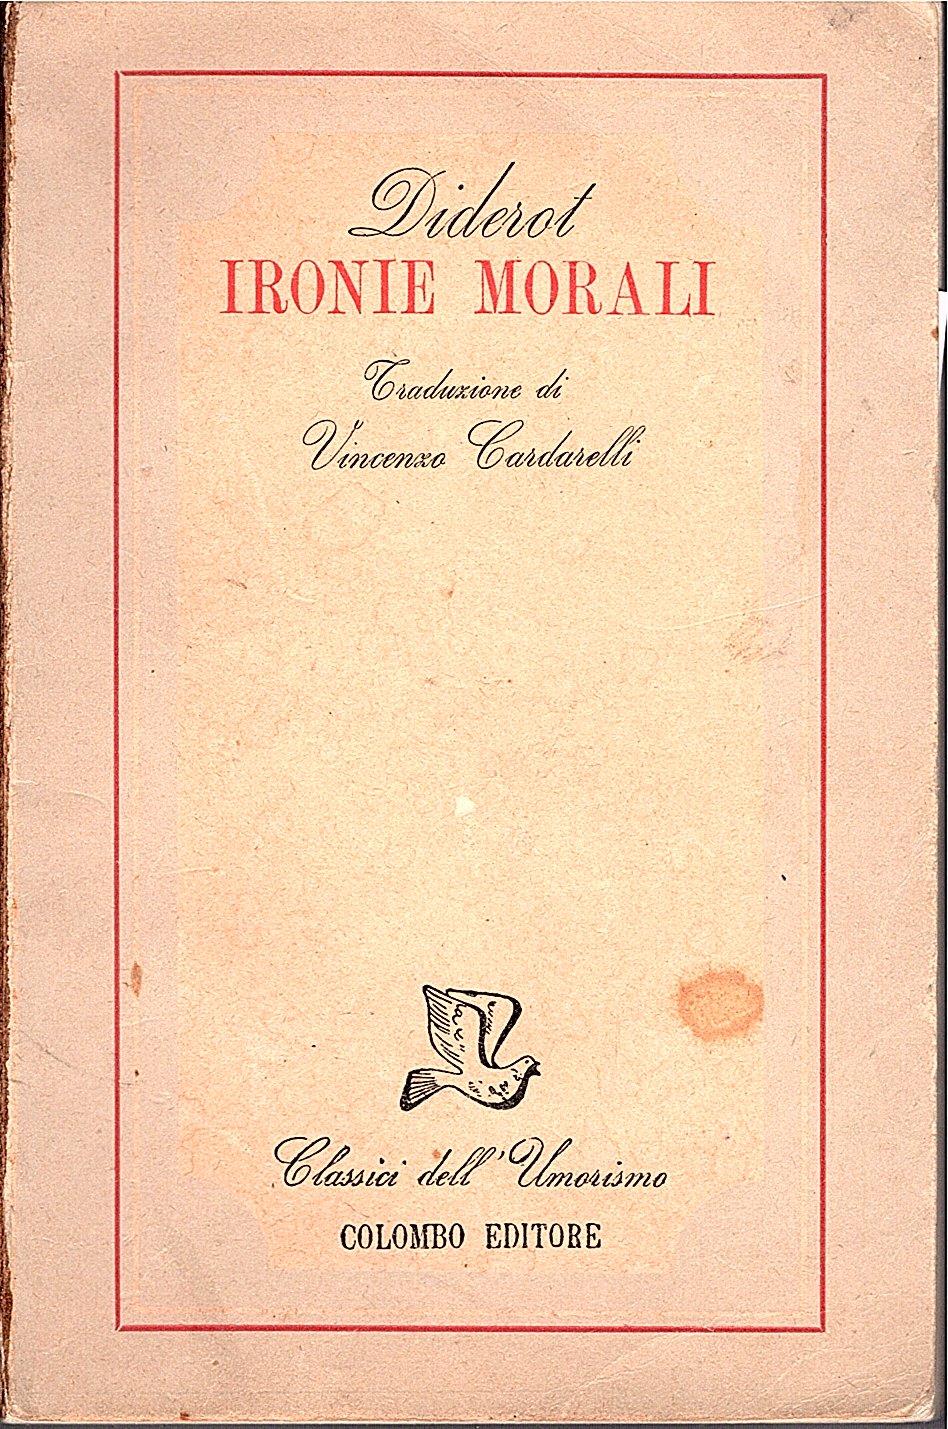 Diderot
IRONIE MORALI
Traduzione di
Vincenzo Cardarelli
Classici dell'Umorismo
COLOMBO EDITORE